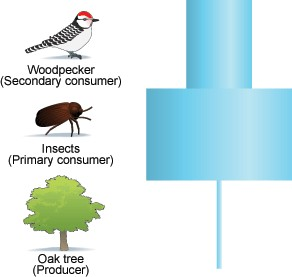 Woodpecker
(Secondary consumer)
Insects
(Primary consumer)
Oak tree
(Producer)